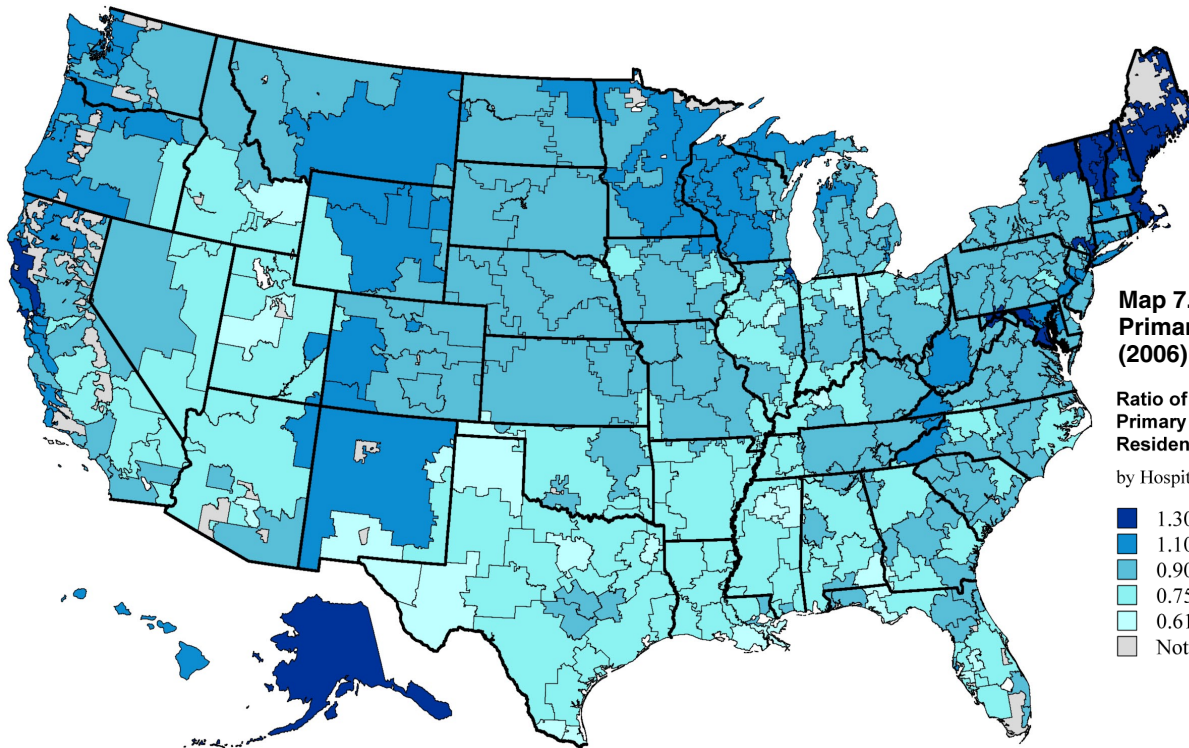 Map 7.
Primar
(2006)
Ratio of
Primary
Residen
by Hospit
1.30
1.10
0.90
0.75
0.61
Not